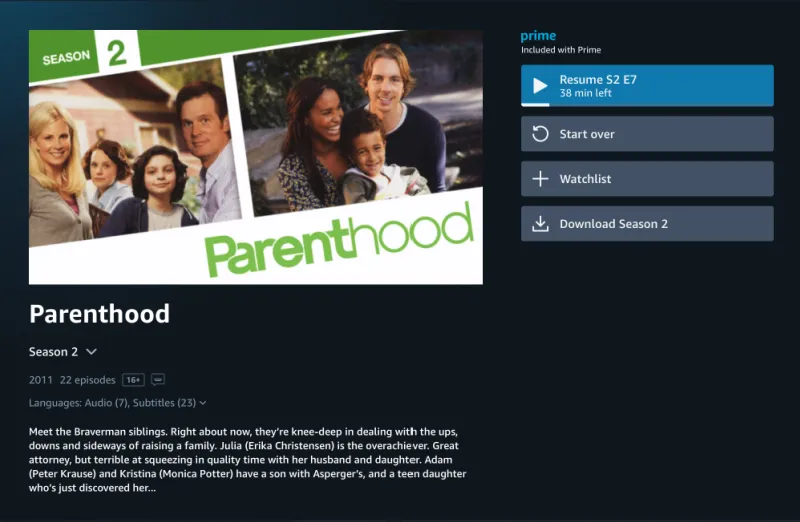 SEASON 2
Parenthood
prime
Included with Prime
Resume S2 E7
38 min left
Start over
Watchlist
Download Season 2
Parenthood
Season 2
2011 22 episodes 16+
Languages: Audio (7), Subtitles (23)
Meet the Braverman siblings. Right about now, they're knee-deep in dealing with the ups,
downs and sideways of raising a family. Julia (Erika Christensen) is the overachiever. Great
attorney, but terrible at squeezing in quality time with her husband and daughter. Adam
(Peter Krause) and Kristina (Monica Potter) have a son with Asperger's, and a teen daughter
who's just discovered her...